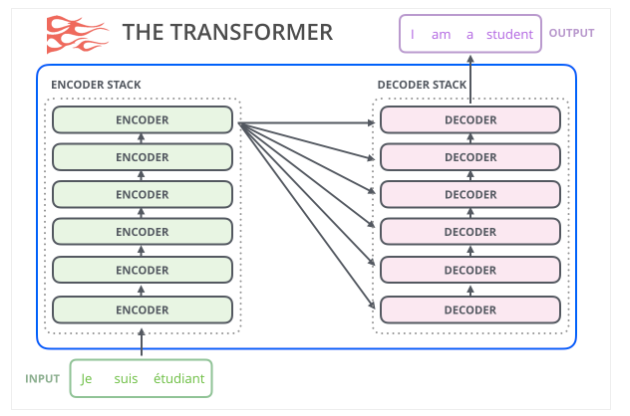 THE TRANSFORMER
I am a student
OUTPUT
ENCODER STACK
ENCODER
ENCODER
ENCODER
ENCODER
ENCODER
ENCODER
DECODER STACK
DECODER
DECODER
DECODER
DECODER
DECODER
DECODER
INPUT
Je suis étudiant